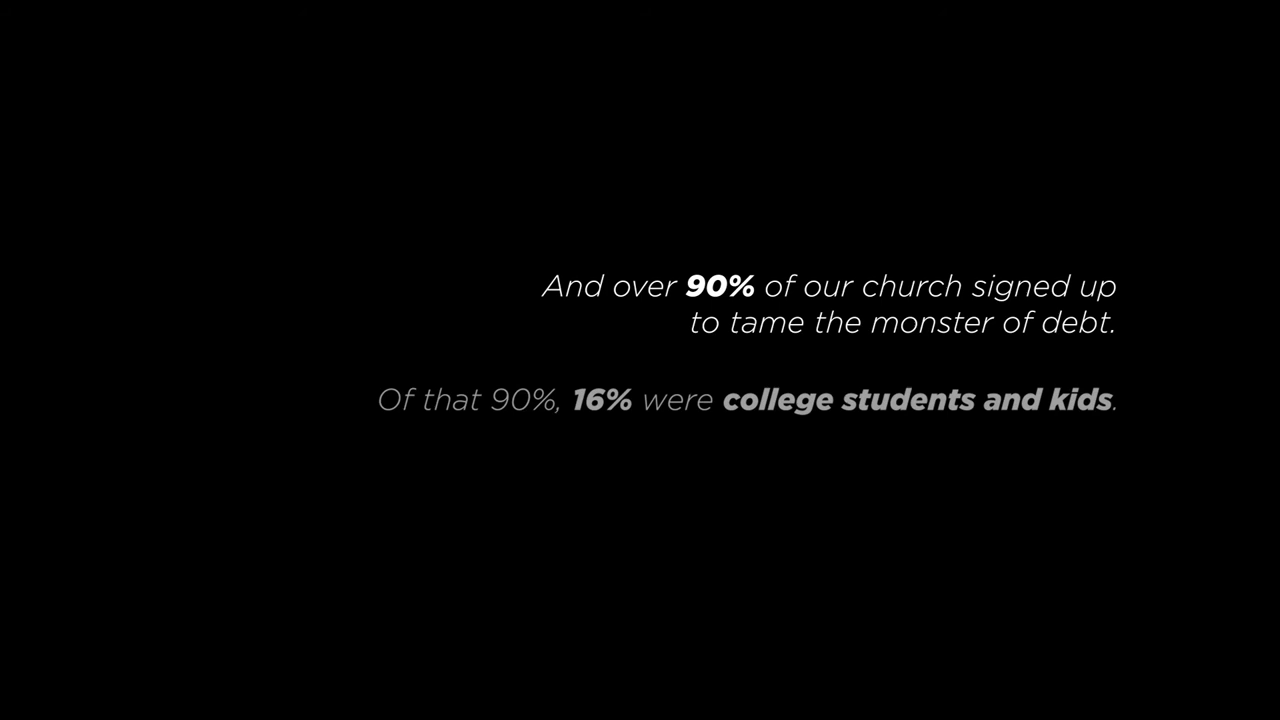 And over 90% of our church signed up
to tame the monster of debt.
Of that 90%, 16% were college students and kids.